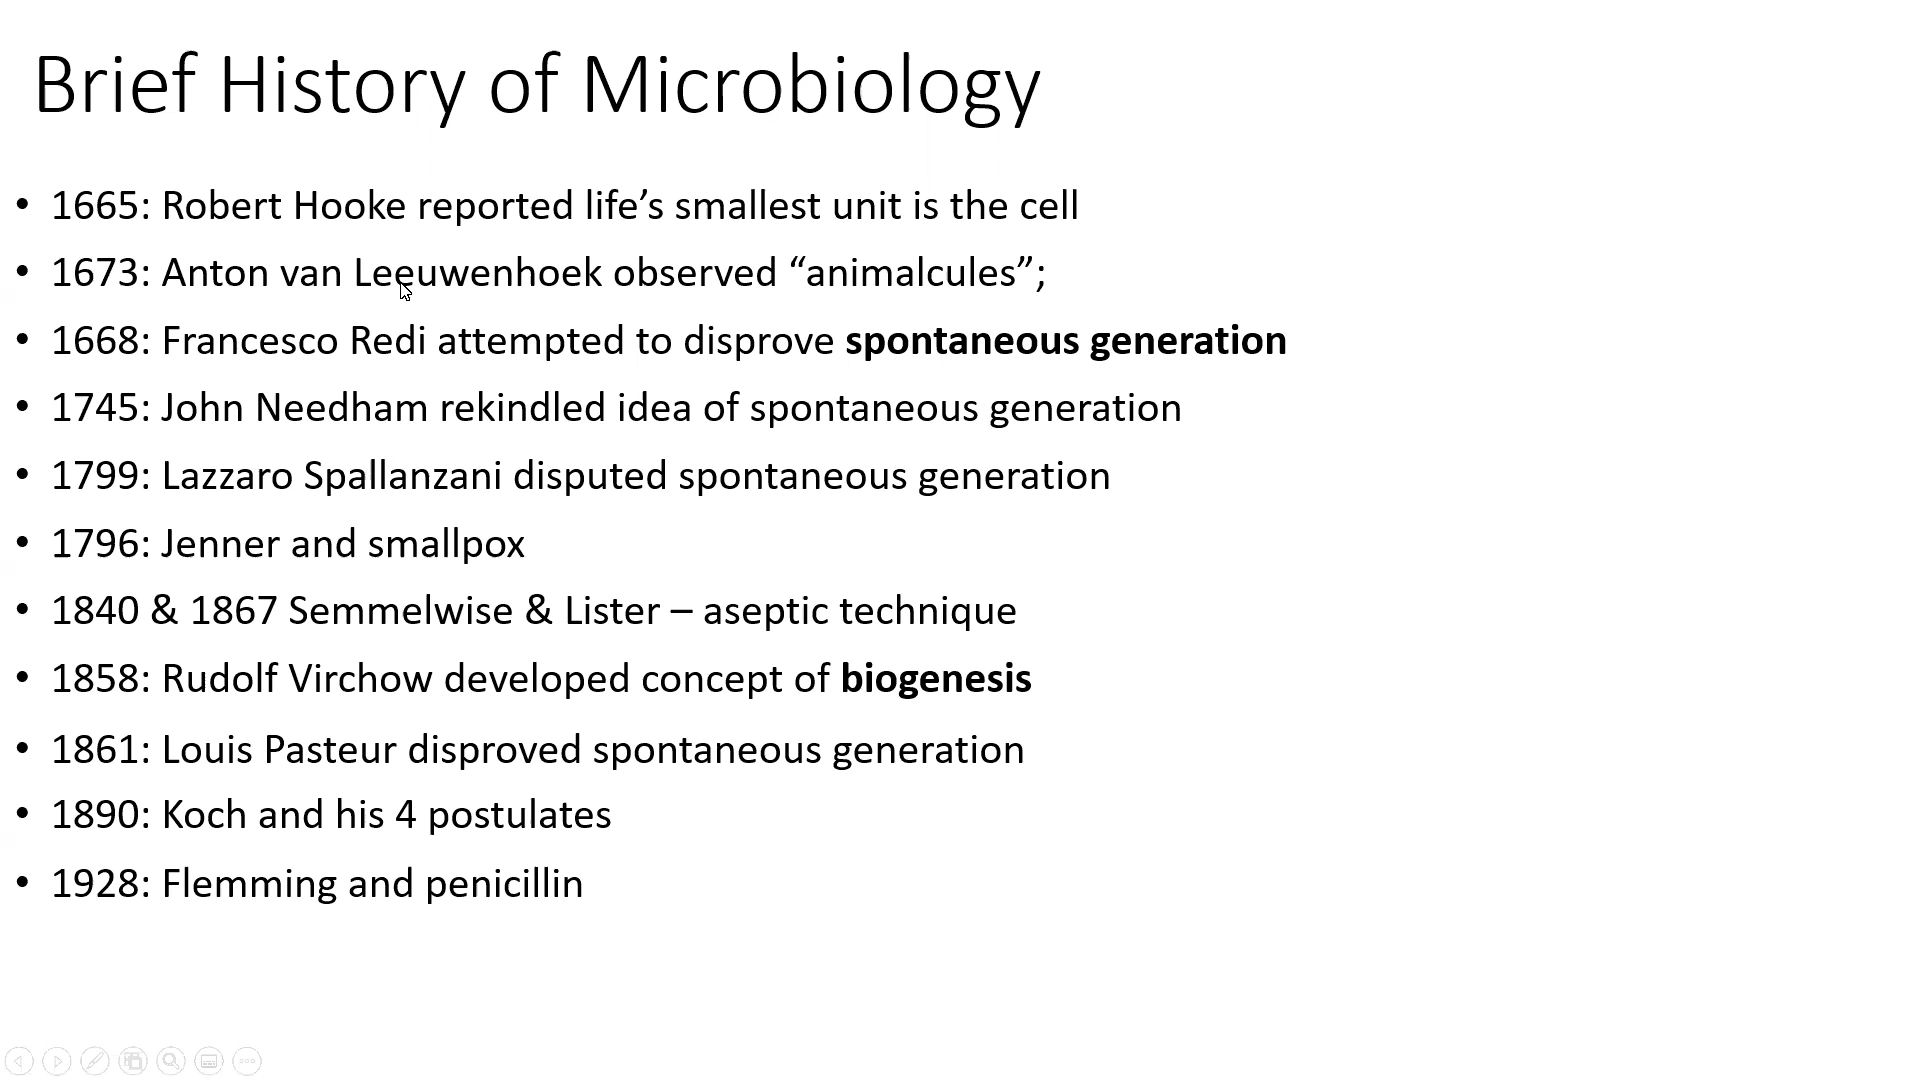 Brief History of Microbiology
• 1665: Robert Hooke reported life’s smallest unit is the cell
• 1673: Anton van Leeuwenhoek observed “animalcules”;
• 1668: Francesco Redi attempted to disprove spontaneous generation
• 1745: John Needham rekindled idea of spontaneous generation
• 1799: Lazzaro Spallanzani disputed spontaneous generation
• 1796: Jenner and smallpox
• 1840 & 1867 Semmelwise & Lister – aseptic technique
• 1858: Rudolf Virchow developed concept of biogenesis
• 1861: Louis Pasteur disproved spontaneous generation
• 1890: Koch and his 4 postulates
• 1928: Flemming and penicillin